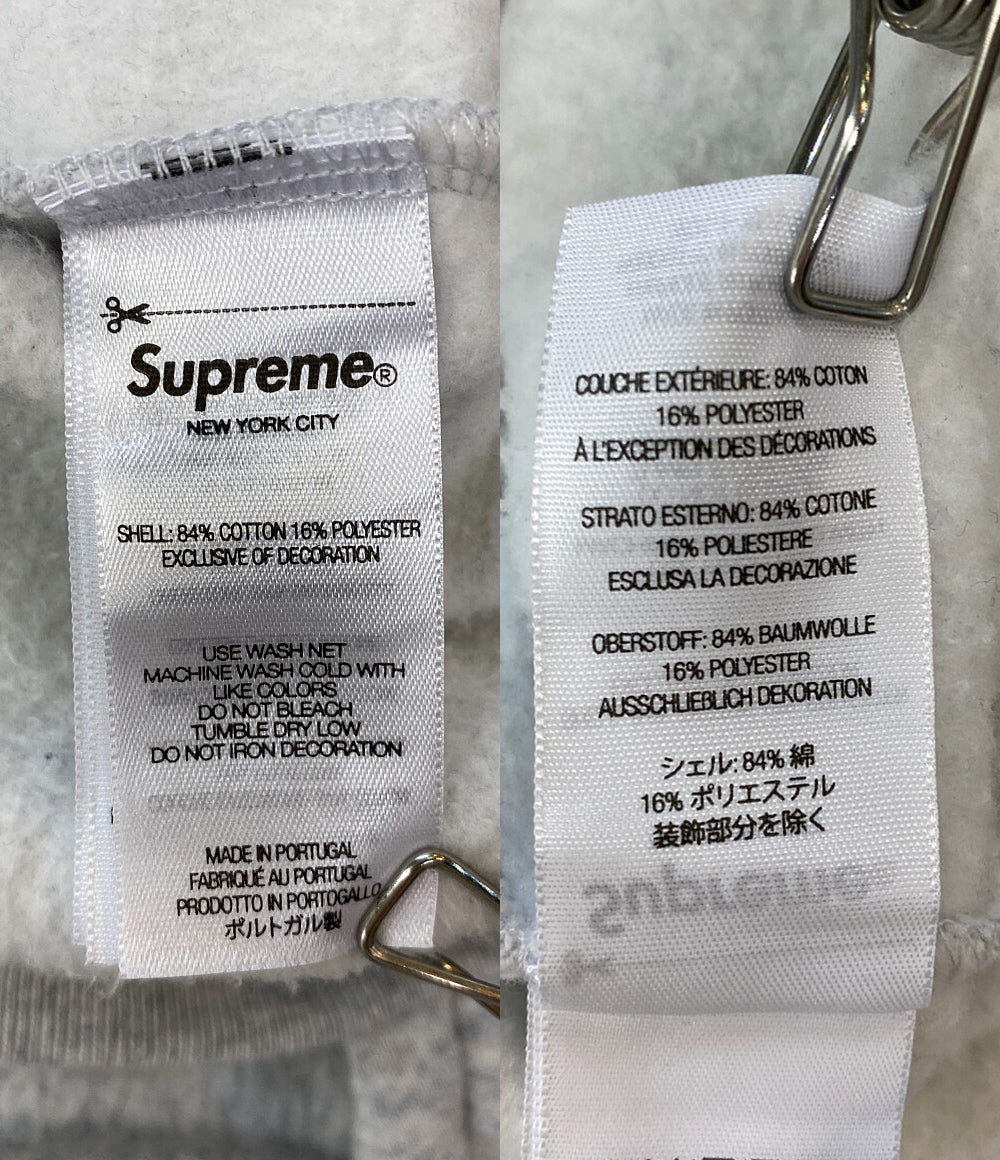 Supreme®
NEW YORK CITY
SHELL: 84% COTTON 16% POLYESTER
EXCLUSIVE OF DECORATION
USE WASH NET
MACHINE WASH COLD WITH
LIKE COLORS
DO NOT BLEACH
TUMBLE DRY LOW
DO NOT IRON DECORATION
MADE IN PORTUGAL
FABRIQUÉ AU PORTUGAL
PRODOTTO IN PORTOGALLO
ポルトガル製
COUCHE EXTÉRIEURE: 84% COTON
16% POLYESTER
À L'EXCEPTION DES DÉCORATIONS
STRATO ESTERNO: 84% COTONE
16% POLIESTERE
ESCLUSA LA DECORAZIONE
OBERSTOFF: 84% BAUMWOLLE
16% POLYESTER
AUSSCHLIEBLICH DEKORATION
シェル: 84% 綿
16% ポリエステル
装飾部分を除く